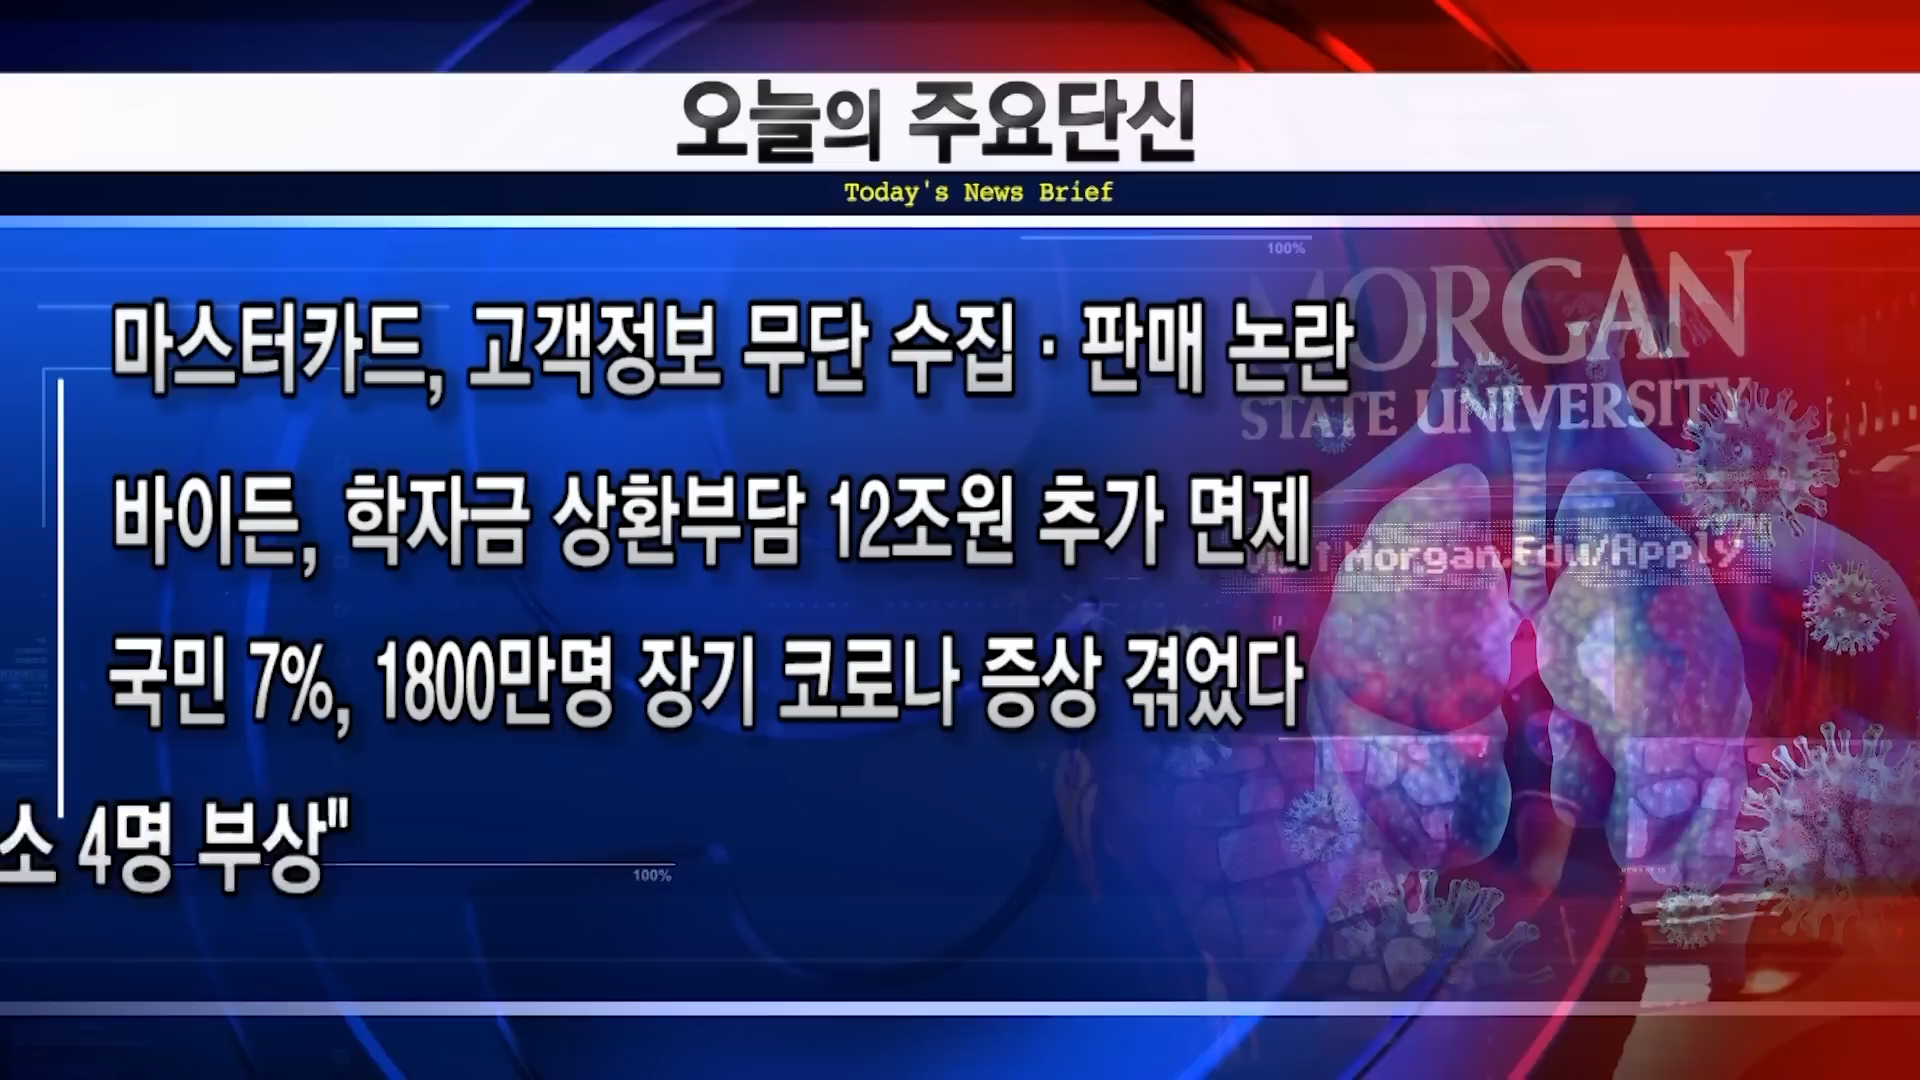 오늘의 주요단신
Today's News Brief
100%
MORGAN
STATE UNIVERSITY
마스터카드, 고객정보 무단 수집 · 판매 논란
바이든, 학자금 상환부담 12조원 추가 면제
Visit Morgan.Edu/Apply
국민 7%, 1800만명 장기 코로나 증상 겪었다
소 4명 부상"
100%